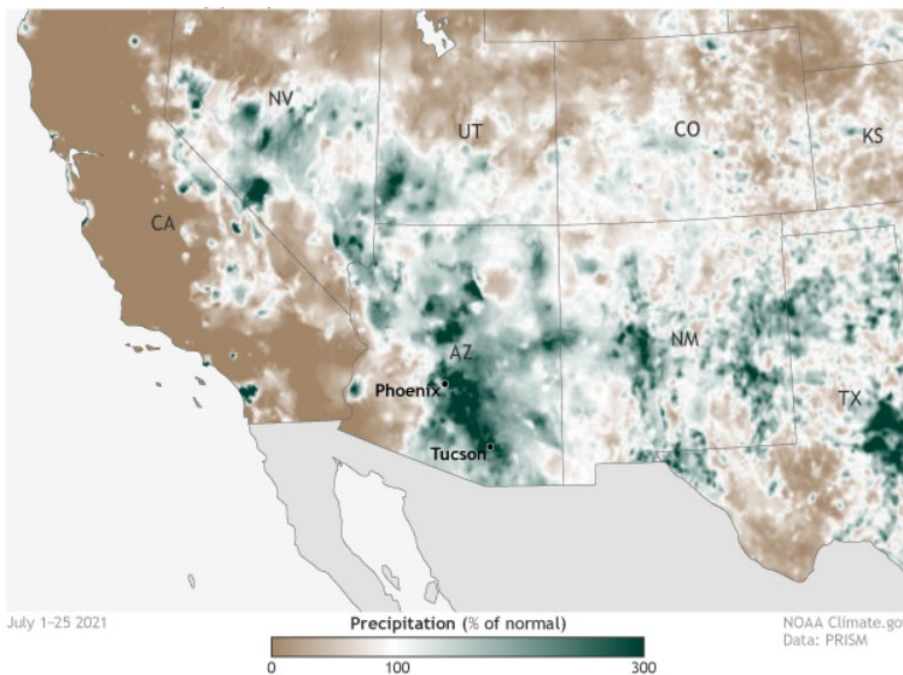 NV
UT
CO
KS
CA
AZ
NM
Phoenix
TX
Tucson
July 1-25 2021
Precipitation (% of normal)
NOAA Climate.go
Data: PRISM
0
100
300